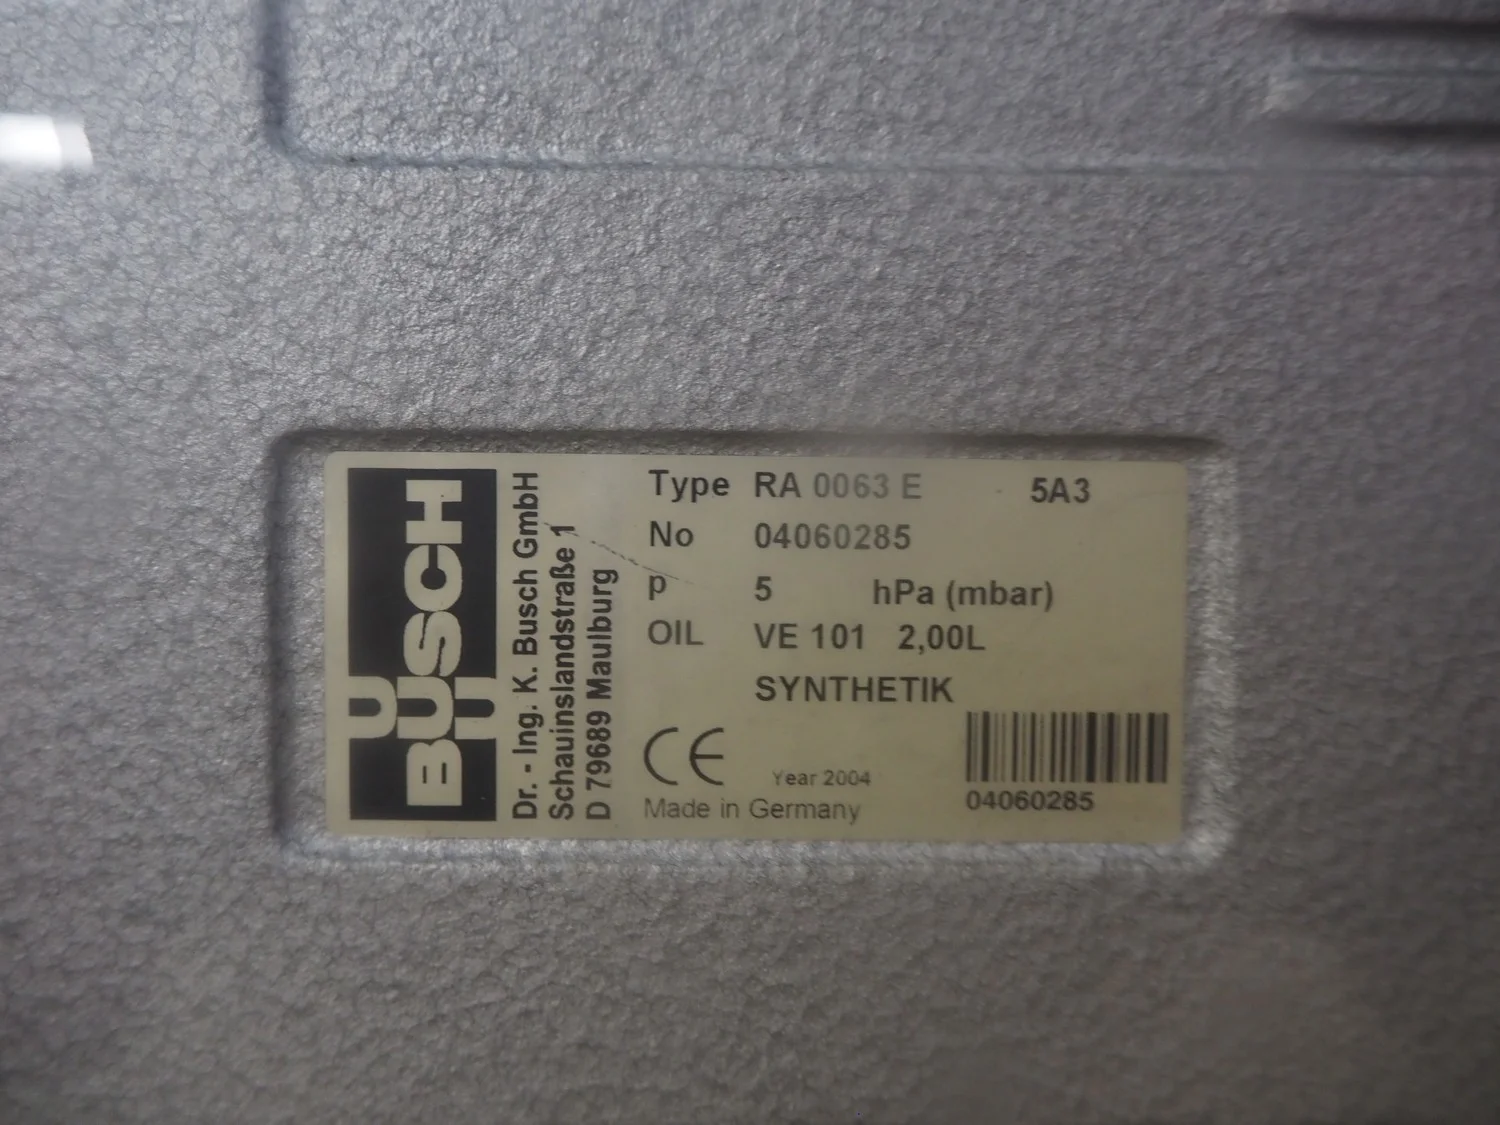 BUSCH
Dr. - Ing. K. Busch GmbH
Schauinslandstraße 1
D 79689 Maulburg
Type RA 0063 E 5A3
No 04060285
p 5 hPa (mbar)
OIL VE 101 2,00L
SYNTHETIK
CE Year 2004
Made in Germany
04060285